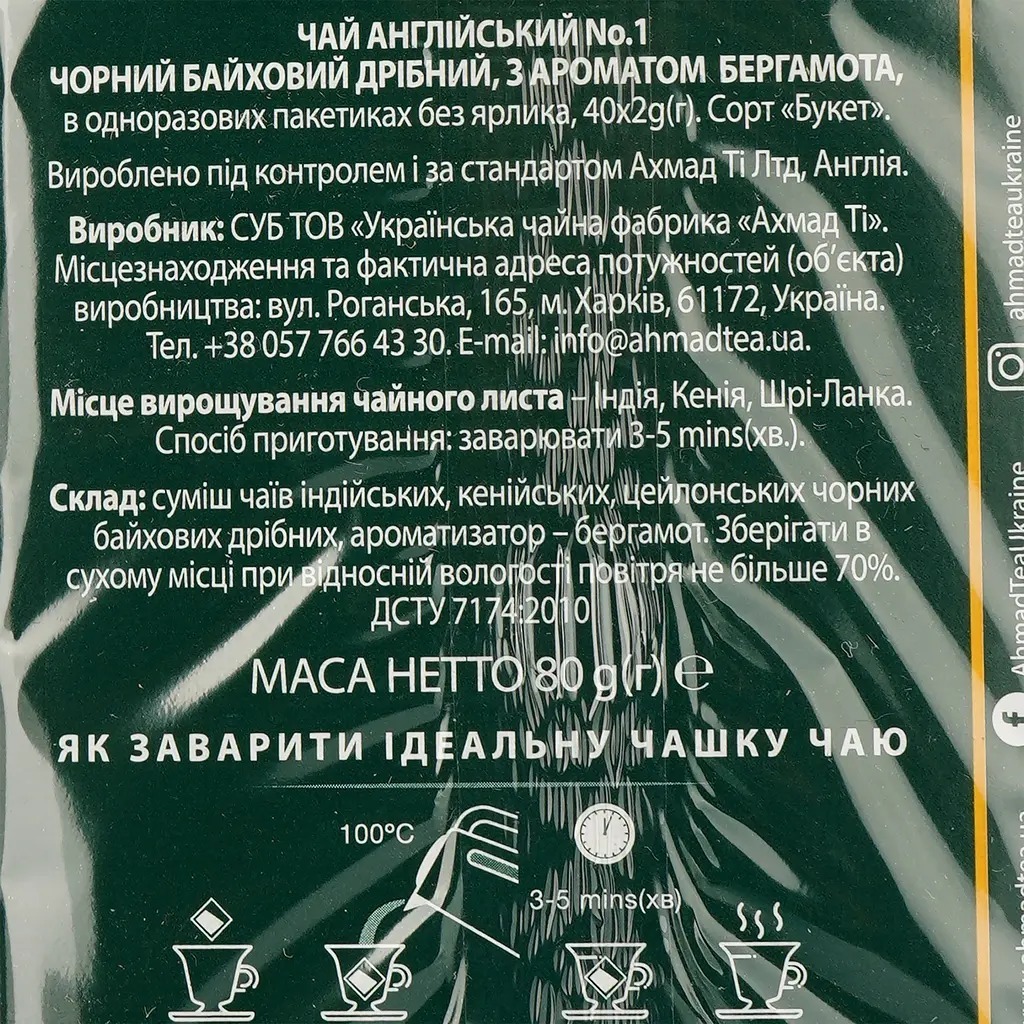 ЧАЙ АНГЛІЙСЬКИЙ No.1
ЧОРНИЙ БАЙХОВИЙ ДРІБНИЙ, З АРОМАТОМ БЕРГАМОТА,
в одноразових пакетиках без ярлика, 40x2g(г). Сорт «Букет».
Вироблено під контролем і за стандартом Ахмад Ті Лтд, Англія.
Виробник: СУБ ТОВ «Українська чайна фабрика «Ахмад Ті».
Місцезнаходження та фактична адреса потужностей (об'єкта)
виробництва: вул. Роганська, 165, м. Харків, 61172, Україна.
Тел. +38 057 766 43 30. E-mail: info@ahmadtea.ua.
Місце вирощування чайного листа – Індія, Кенія, Шрі-Ланка.
Спосіб приготування: заварювати 3-5 mins(хв.).
Склад: суміш чаїв індійських, кенійських, цейлонських чорних
байхових дрібних, ароматизатор – бергамот. Зберігати в
сухому місці при відносній вологості повітря не більше 70%.
ДСТУ 7174:2010
МАСА НЕТТО 80 g(г) ℮
ЯК ЗАВАРИТИ ІДЕАЛЬНУ ЧАШКУ ЧАЮ
100°C
3-5 mins(хв)
ahmadteaukraine
AhmadTeaUkraine